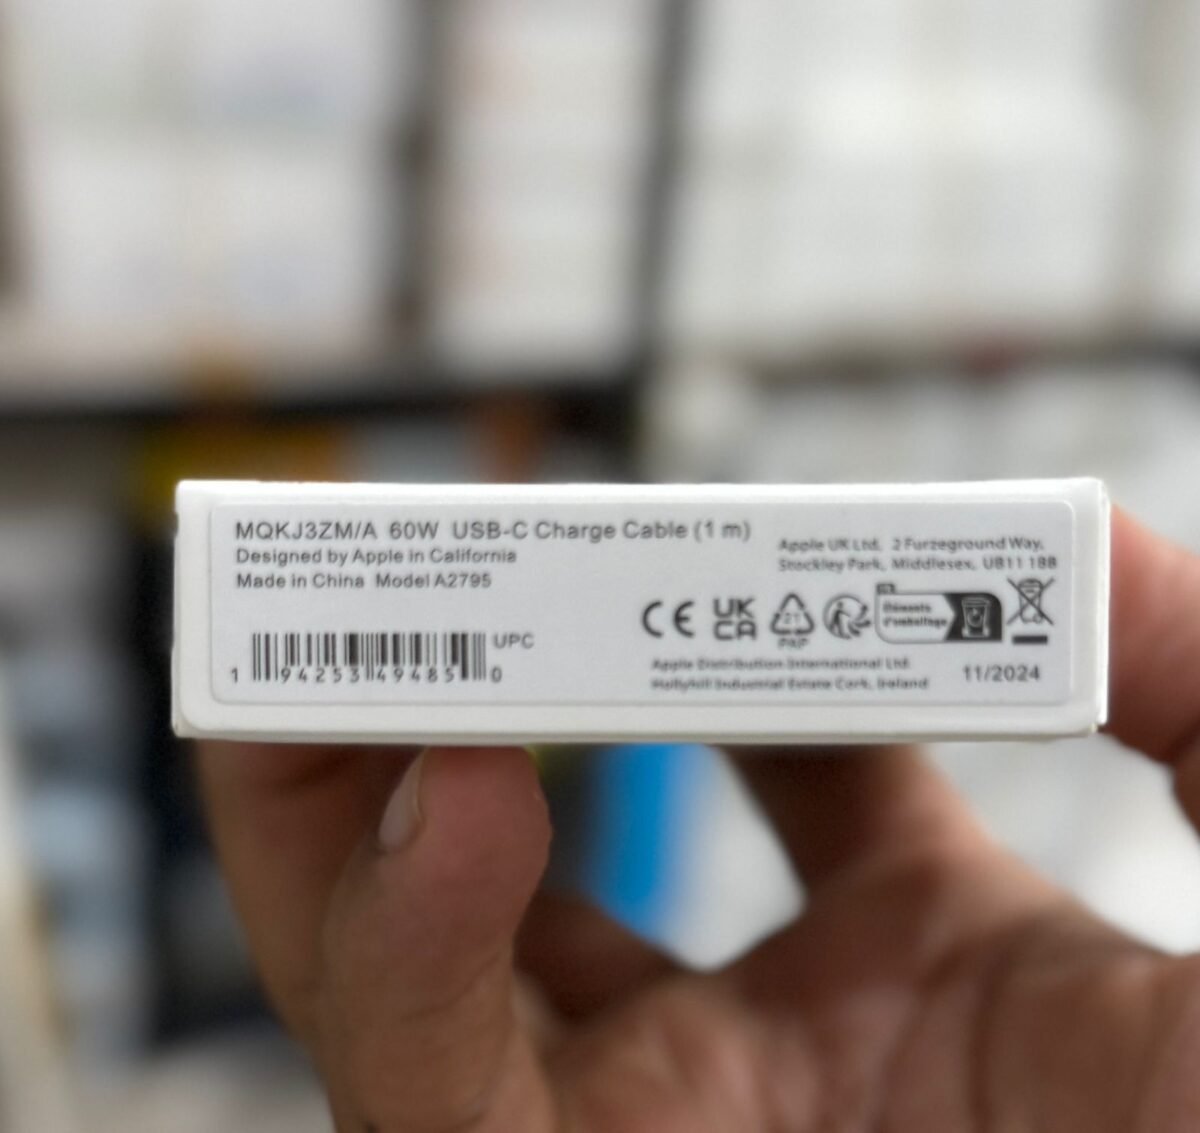 MQKJ3ZM/A 60W USB-C Charge Cable (1 m)
Designed by Apple in California
Made in China Model A2795
Apple UK Ltd, 2 Furzeground Way,
Stockley Park, Middlesex, UB11 1BB
CE
UK
CA
21
PAP
FR
Éléments
d'emballage
UPC
1 94253 49485 0
Apple Distribution International Ltd.
Hollyhill Industrial Estate Cork, Ireland
11/2024